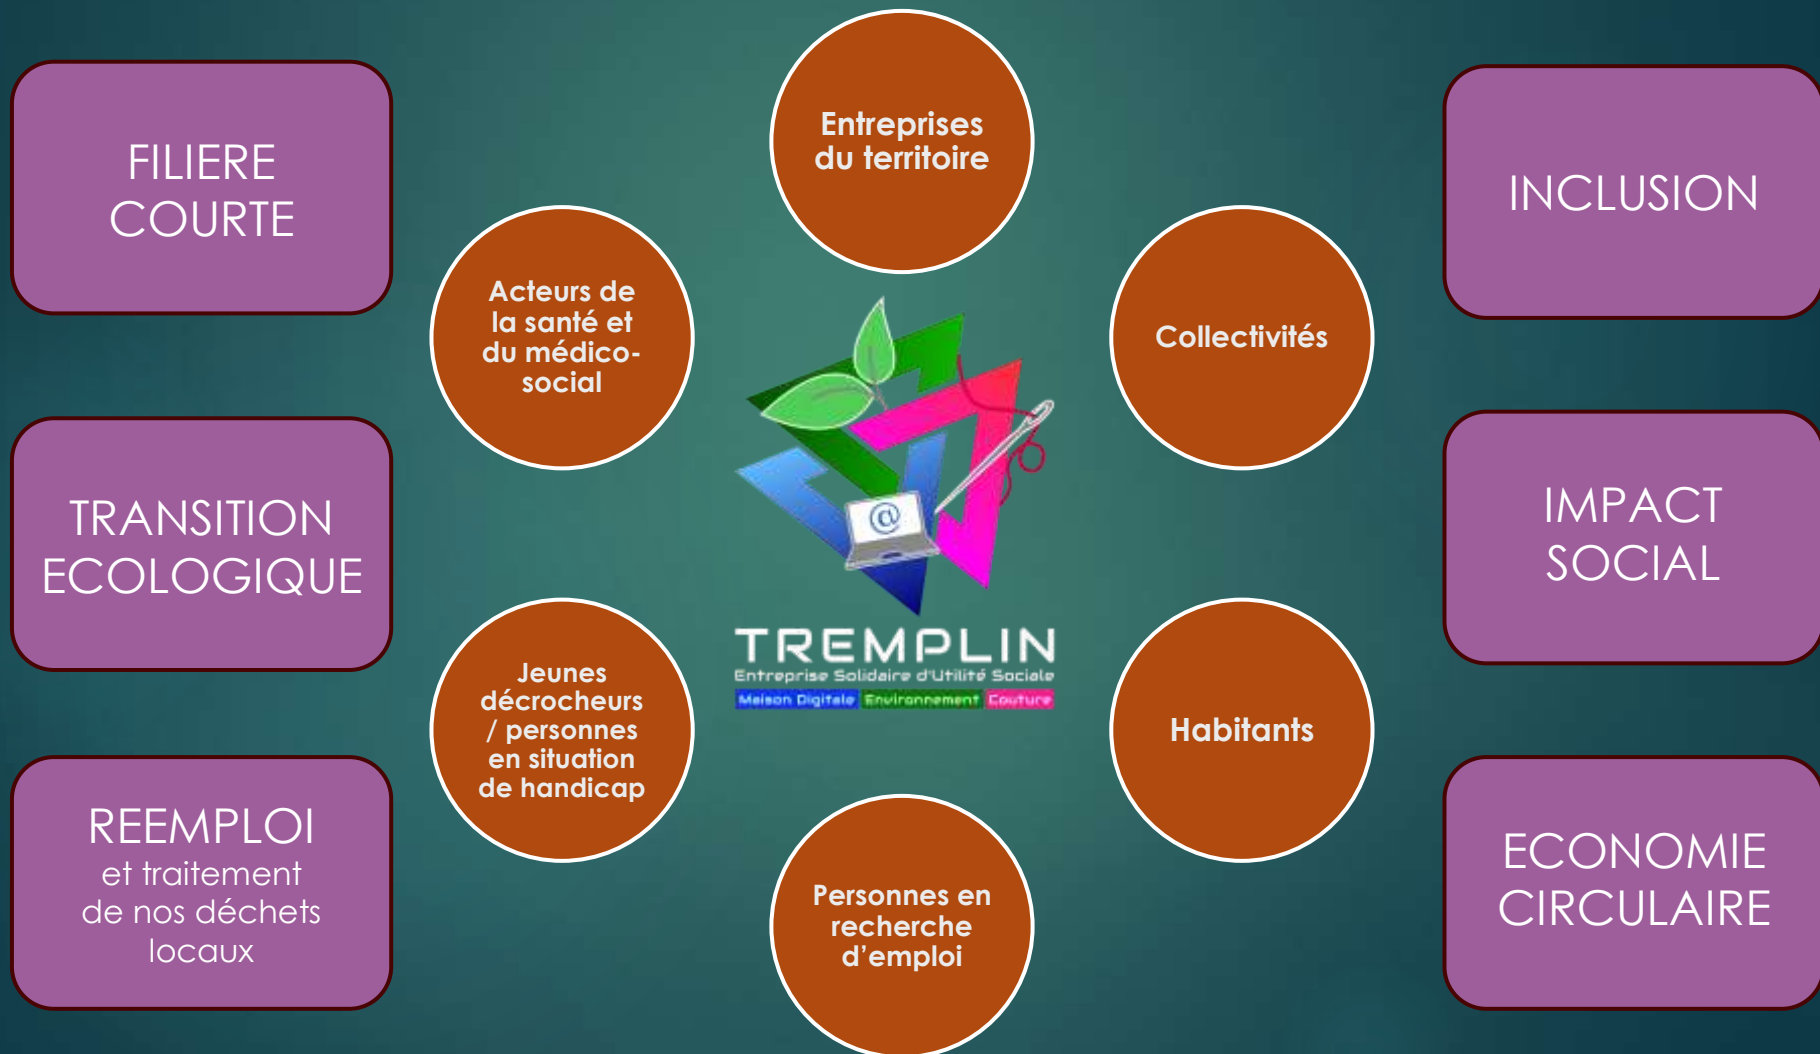 FILIERE
COURTE
TRANSITION
ECOLOGIQUE
REEMPLOI
et traitement
de nos déchets
locaux
Entreprises
du territoire
Acteurs de
la santé et
du médico-
social
Collectivités
@
TREMPLIN
Entreprise Solidaire d'Utilité Sociale
Maison Digitale Environnement Couture
Jeunes
décrocheurs
/ personnes
en situation
de handicap
Habitants
Personnes en
recherche
d’emploi
INCLUSION
IMPACT
SOCIAL
ECONOMIE
CIRCULAIRE